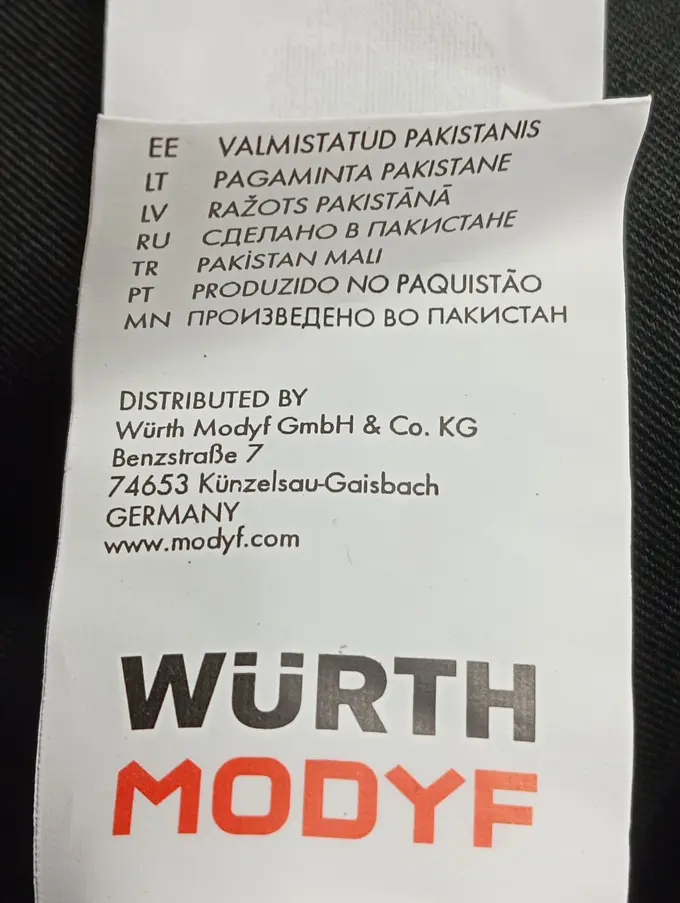 EE VALMISTATUD PAKISTANIS
LT PAGAMINTA PAKISTANE
LV RAŽOTS PAKISTĀNĀ
RU СДЕЛАНО В ПАКИСТАНЕ
TR PAKİSTAN MALI
PT PRODUZIDO NO PAQUISTÃO
MN ПРОИЗВЕДЕНО ВО ПАКИСТАН
DISTRIBUTED BY
Würth Modyf GmbH & Co. KG
Benzstraße 7
74653 Künzelsau-Gaisbach
GERMANY
www.modyf.com
WÜRTH
MODYF